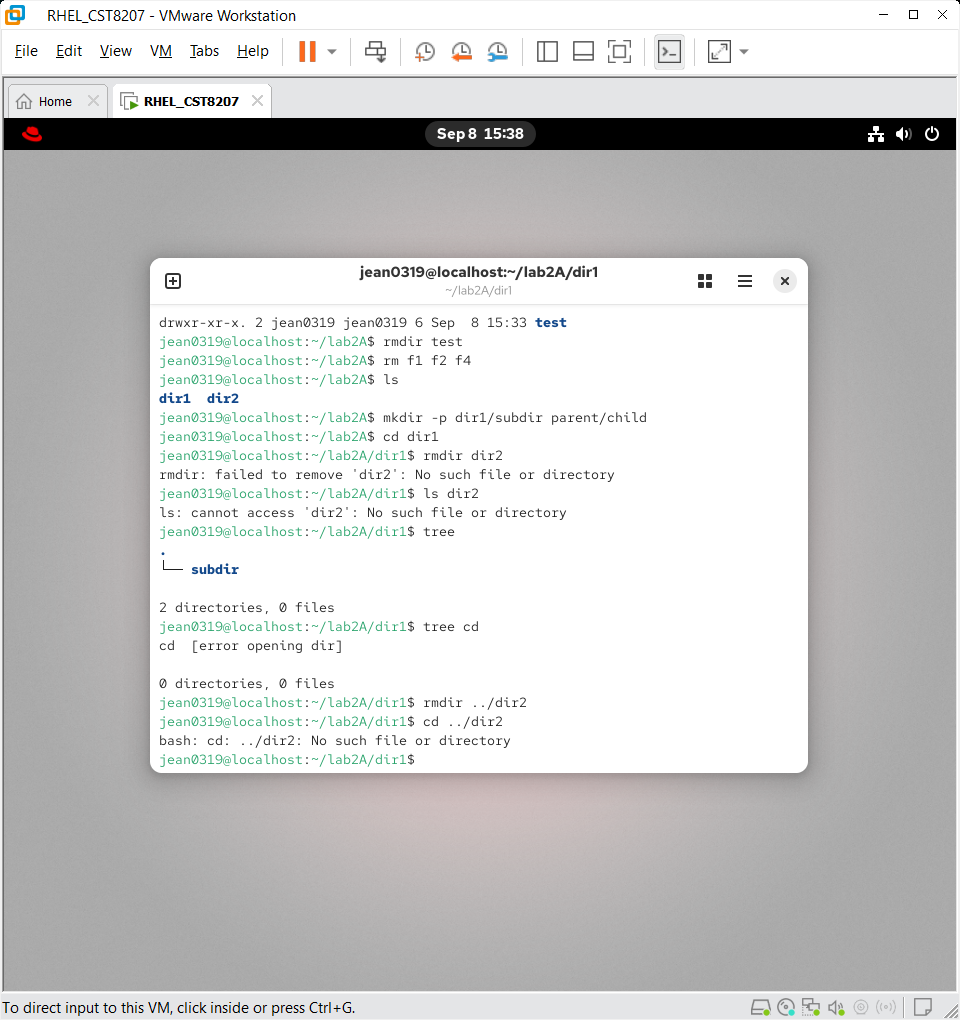 RHEL_CST8207 - VMware Workstation
File Edit View VM Tabs Help
Home RHEL_CST8207
Sep 8 15:38
jean0319@localhost:~/lab2A/dir1
~/lab2A/dir1
drwxr-xr-x. 2 jean0319 jean0319 6 Sep  8 15:33 test
jean0319@localhost:~/lab2A$ rmdir test
jean0319@localhost:~/lab2A$ rm f1 f2 f4
jean0319@localhost:~/lab2A$ ls
dir1  dir2
jean0319@localhost:~/lab2A$ mkdir -p dir1/subdir parent/child
jean0319@localhost:~/lab2A$ cd dir1
jean0319@localhost:~/lab2A/dir1$ rmdir dir2
rmdir: failed to remove 'dir2': No such file or directory
jean0319@localhost:~/lab2A/dir1$ ls dir2
ls: cannot access 'dir2': No such file or directory
jean0319@localhost:~/lab2A/dir1$ tree
.
└── subdir
2 directories, 0 files
jean0319@localhost:~/lab2A/dir1$ tree cd
cd  [error opening dir]
0 directories, 0 files
jean0319@localhost:~/lab2A/dir1$ rmdir ../dir2
jean0319@localhost:~/lab2A/dir1$ cd ../dir2
bash: cd: ../dir2: No such file or directory
jean0319@localhost:~/lab2A/dir1$
To direct input to this VM, click inside or press Ctrl+G.